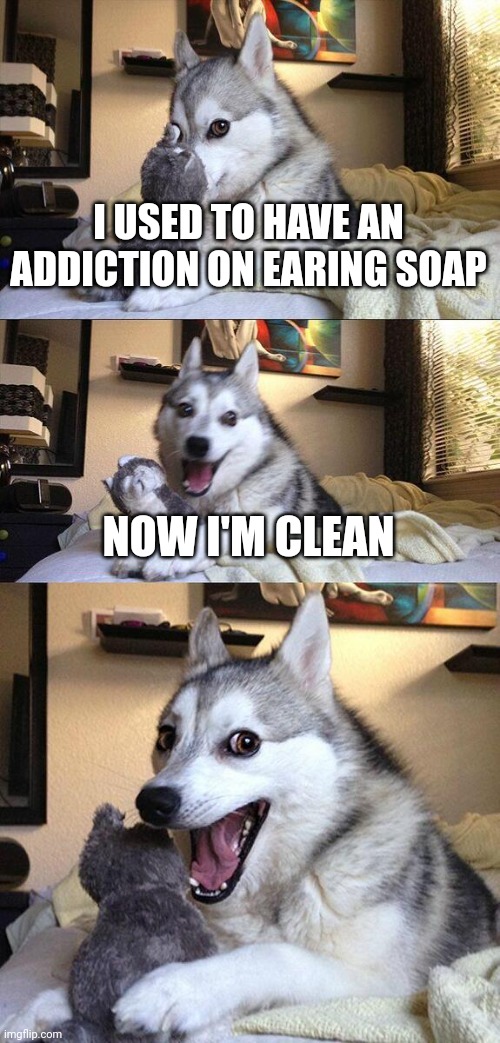 I USED TO HAVE AN
ADDICTION ON EARING SOAP
NOW I'M CLEAN
imgflip.com